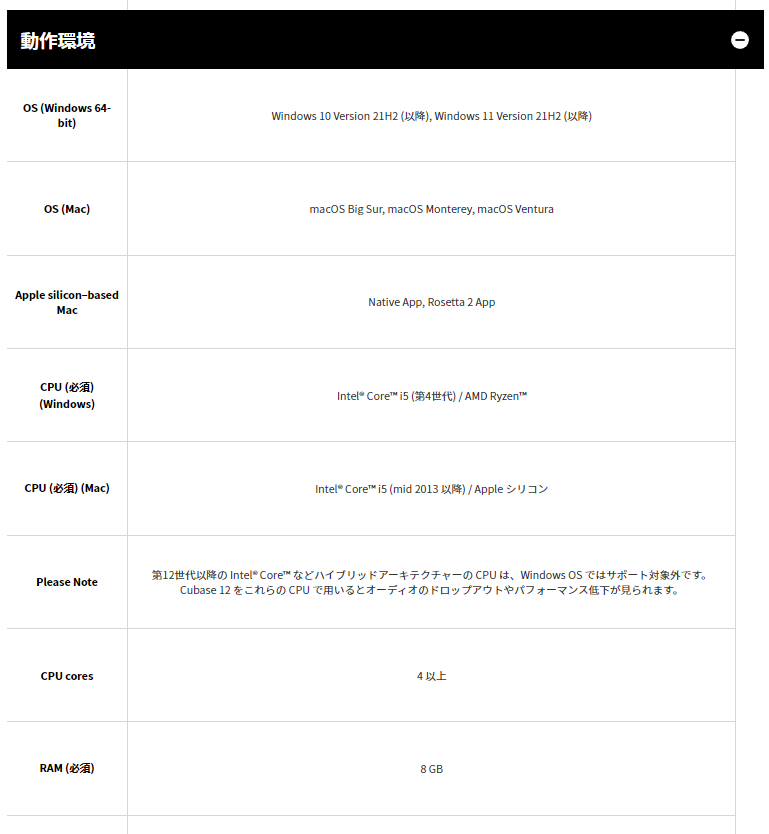 動作環境
OS (Windows 64-
bit)
Windows 10 Version 21H2 (以降), Windows 11 Version 21H2 (以降)
OS (Mac)
macOS Big Sur, macOS Monterey, macOS Ventura
Apple silicon–based
Mac
Native App, Rosetta 2 App
CPU (必須)
(Windows)
Intel® Core™ i5 (第4世代) / AMD Ryzen™
CPU (必須) (Mac)
Intel® Core™ i5 (mid 2013 以降) / Apple シリコン
Please Note
第12世代以降の Intel® Core™ などハイブリッドアーキテクチャーの CPU は、Windows OS ではサポート対象外です。
Cubase 12 をこれらの CPU で用いるとオーディオのドロップアウトやパフォーマンス低下が見られます。
CPU cores
4 以上
RAM (必須)
8 GB